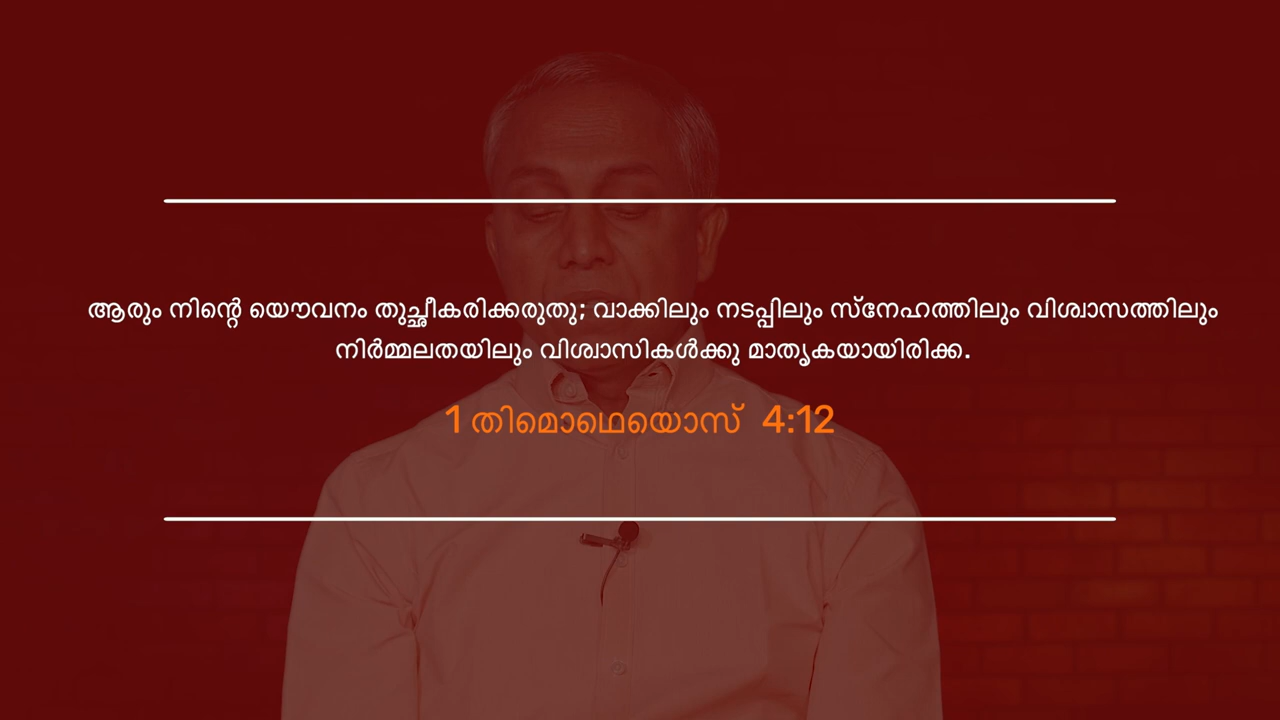 ആരും നിന്റെ യൌവനം തുച്ഛീകരിക്കരുതു; വാക്കിലും നടപ്പിലും സ്നേഹത്തിലും വിശ്വാസത്തിലും
നിർമ്മലതയിലും വിശ്വാസികൾക്കു മാതൃകയായിരിക്ക.
1 തിമൊഥെയൊസ് 4:12